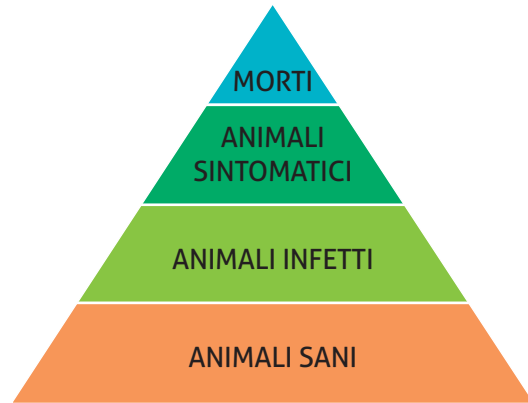 MORTI
ANIMALI
SINTOMATICI
ANIMALI INFETTI
ANIMALI SANI